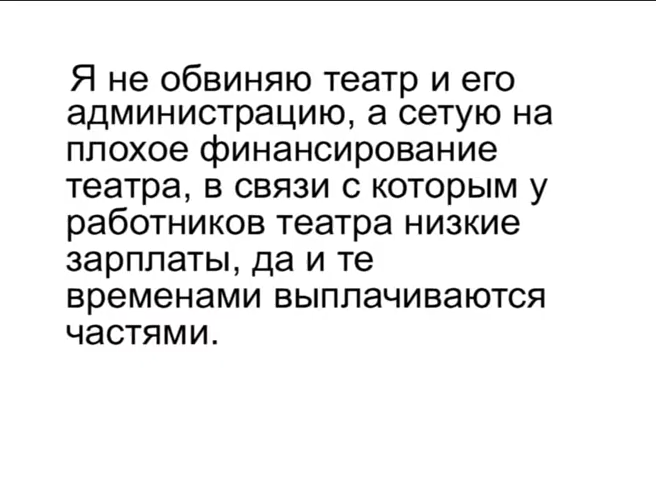 Я не обвиняю театр и его
администрацию, а сетую на
плохое финансирование
театра, в связи с которым у
работников театра низкие
зарплаты, да и те
временами выплачиваются
частями.